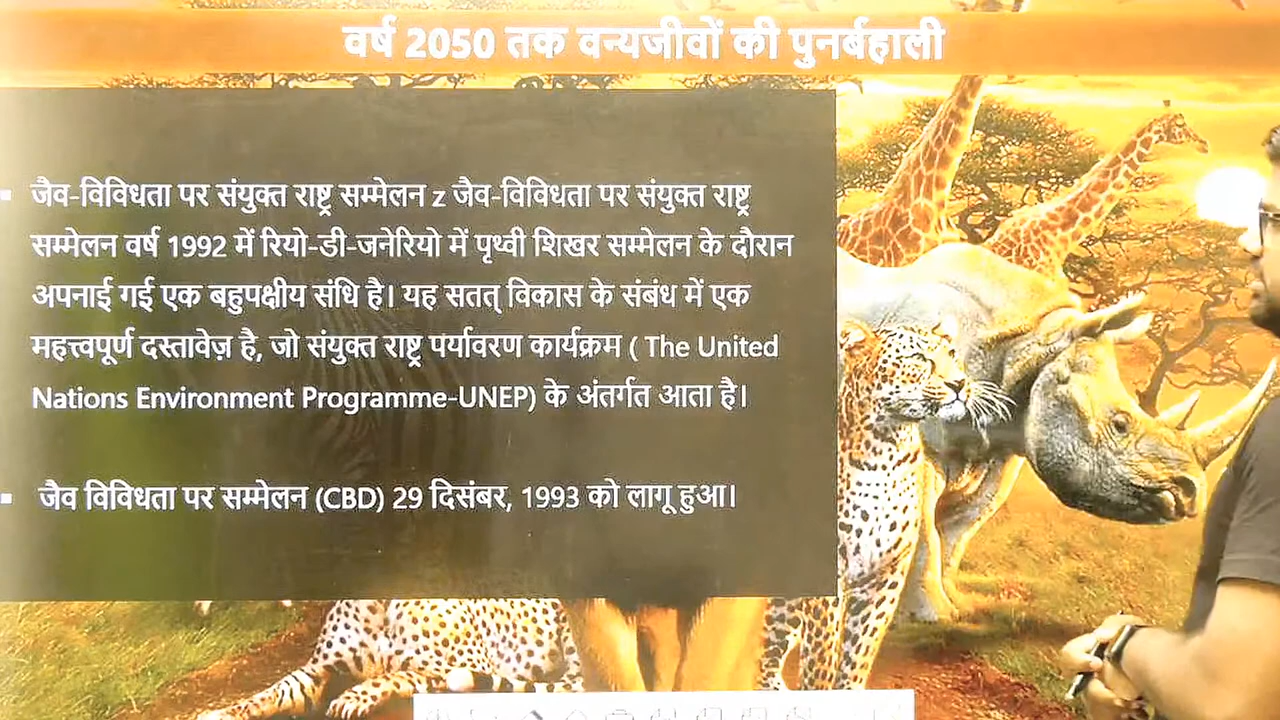 वर्ष 2050 तक वन्यजीवों की पुनर्बहाली
▪ जैव-विविधता पर संयुक्त राष्ट्र सम्मेलन z जैव-विविधता पर संयुक्त राष्ट्र
सम्मेलन वर्ष 1992 में रियो-डी-जनेरियो में पृथ्वी शिखर सम्मेलन के दौरान
अपनाई गई एक बहुपक्षीय संधि है। यह सतत् विकास के संबंध में एक
महत्त्वपूर्ण दस्तावेज़ है, जो संयुक्त राष्ट्र पर्यावरण कार्यक्रम ( The United
Nations Environment Programme-UNEP) के अंतर्गत आता है।
▪ जैव विविधता पर सम्मेलन (CBD) 29 दिसंबर, 1993 को लागू हुआ।